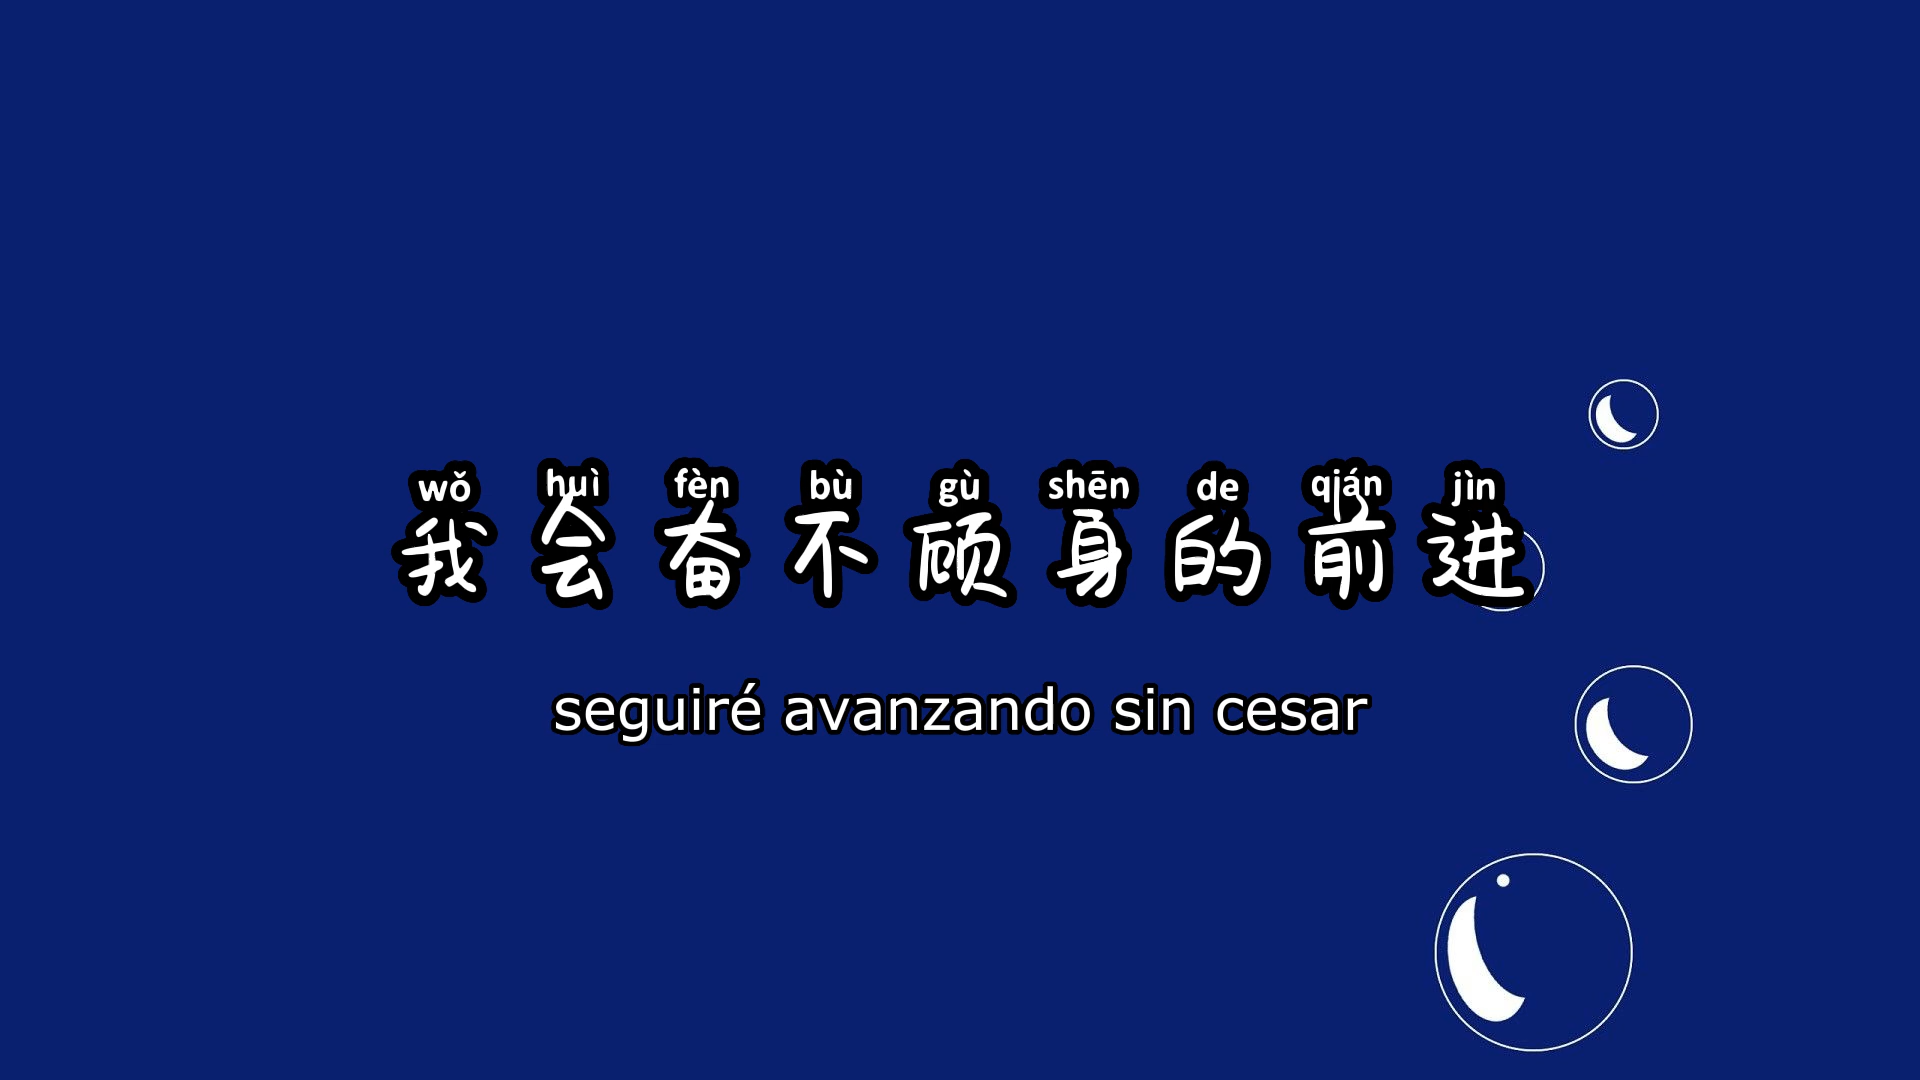 wǒ huì fèn bù gù shēn de qián jìn
我会奋不顾身的前进
seguiré avanzando sin cesar